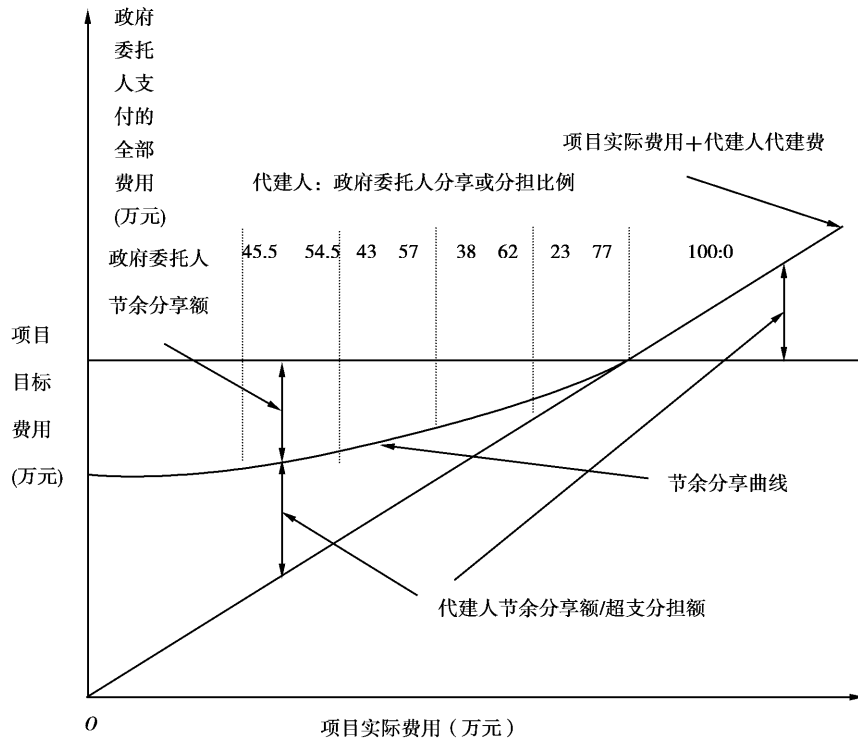 政府
委托
人支
付的
全部
费用
(万元)
项目实际费用+代建人代建费
代建人：政府委托人分享或分担比例
45.5 54.5 43 57 38 62 23 77 100:0
政府委托人
节余分享额
项目
目标
费用
(万元)
节余分享曲线
代建人节余分享额/超支分担额
O
项目实际费用（万元）